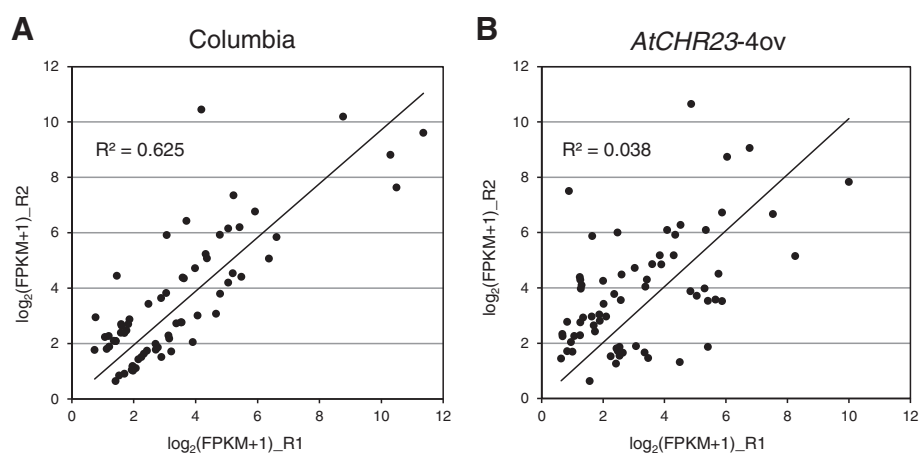 A
Columbia
12
10
8
6
4
2
0
R² = 0.625
log₂(FPKM+1)_R2
0 2 4 6 8 10 12
log₂(FPKM+1)_R1
B
AtCHR23-4ov
12
10
8
6
4
2
0
R² = 0.038
log₂(FPKM+1)_R2
0 2 4 6 8 10 12
log₂(FPKM+1)_R1